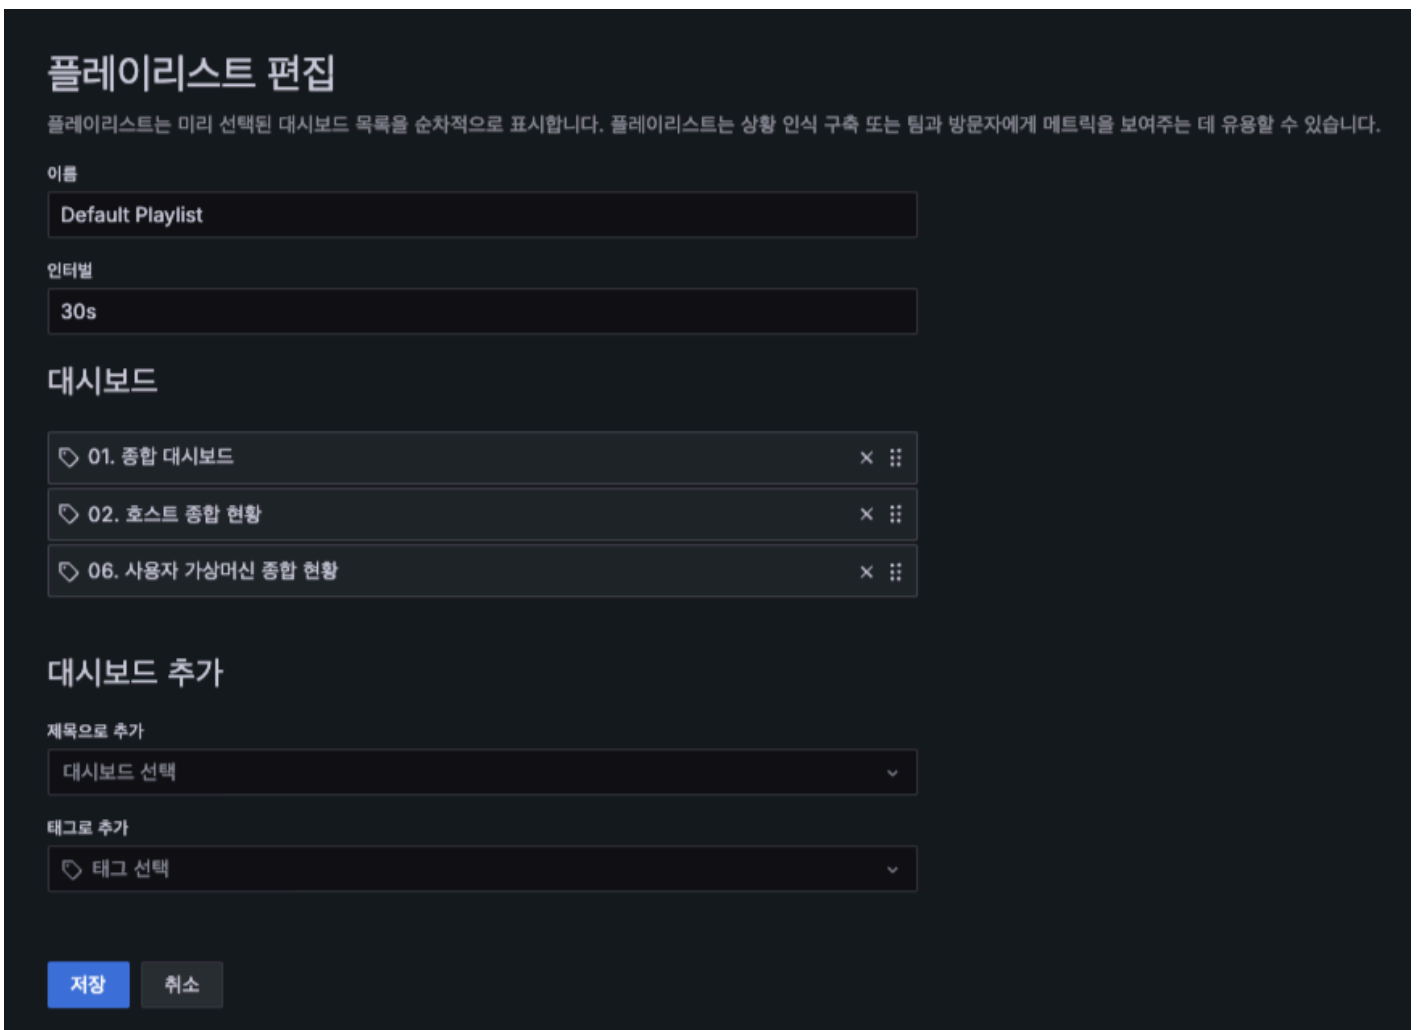 플레이리스트 편집
플레이리스트는 미리 선택된 대시보드 목록을 순차적으로 표시합니다. 플레이리스트는 상황 인식 구축 또는 팀과 방문자에게 메트릭을 보여주는 데 유용할 수 있습니다.
이름
Default Playlist
인터벌
30s
대시보드
01. 종합 대시보드
02. 호스트 종합 현황
06. 사용자 가상머신 종합 현황
대시보드 추가
제목으로 추가
대시보드 선택
태그로 추가
태그 선택
저장 취소